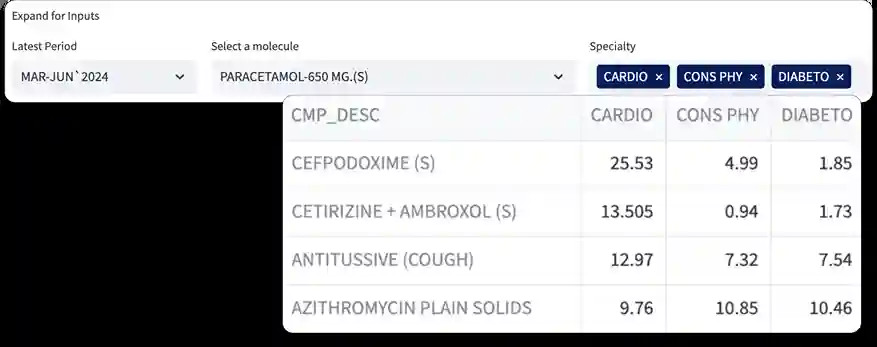 Expand for Inputs
Latest Period Select a molecule Specialty
MAR-JUN`2024 PARACETAMOL-650 MG.(S) CARDIO × CONS PHY × DIABETO ×
CMP_DESC CARDIO CONS PHY DIABETO
CEFPODOXIME (S) 25.53 4.99 1.85
CETIRIZINE + AMBROXOL (S) 13.505 0.94 1.73
ANTITUSSIVE (COUGH) 12.97 7.32 7.54
AZITHROMYCIN PLAIN SOLIDS 9.76 10.85 10.46